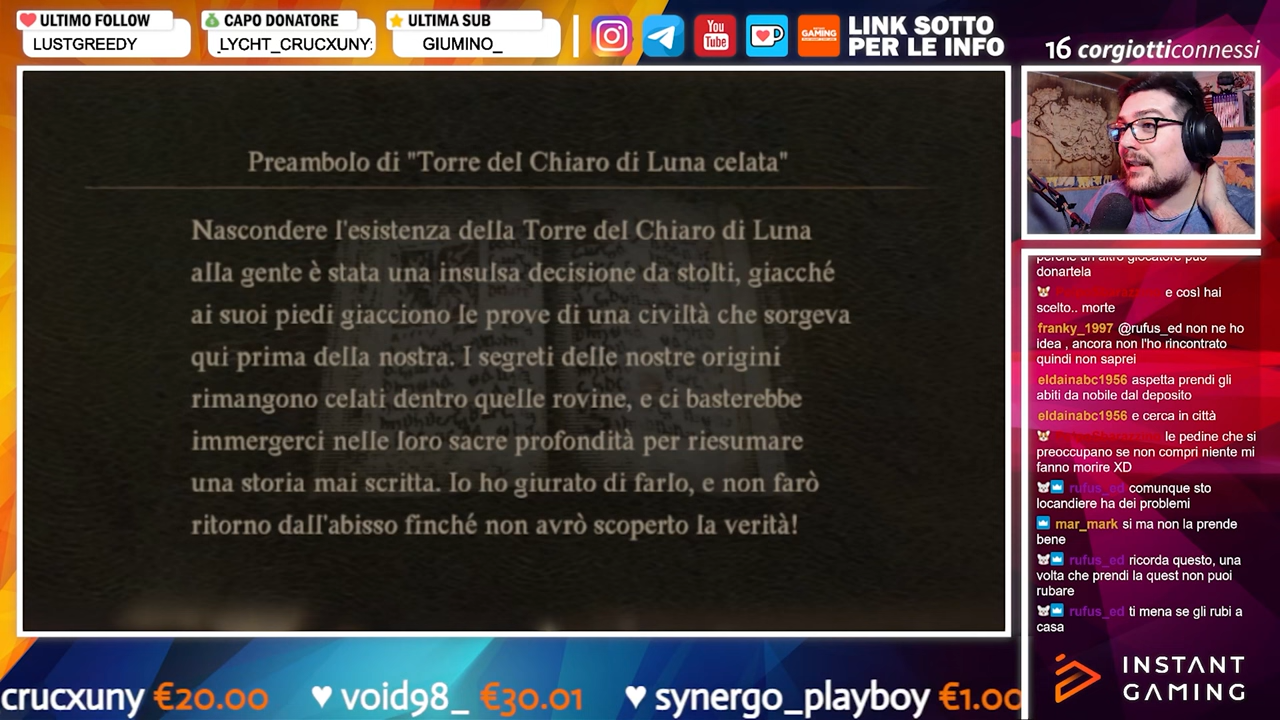 ULTIMO FOLLOW
LUSTGREEDY
CAPO DONATORE
_LYCHT_CRUCXUNY:
ULTIMA SUB
GIUMINO_
You
Tube
GAMING
LINK SOTTO
PER LE INFO
16 corgiotticonnessi
Preambolo di "Torre del Chiaro di Luna celata"
Nascondere l'esistenza della Torre del Chiaro di Luna
alla gente è stata una insulsa decisione da stolti, giacché
ai suoi piedi giacciono le prove di una civiltà che sorgeva
qui prima della nostra. I segreti delle nostre origini
rimangono celati dentro quelle rovine, e ci basterebbe
immergerci nelle loro sacre profondità per riesumare
una storia mai scritta. Io ho giurato di farlo, e non farò
ritorno dall'abisso finché non avrò scoperto la verità!
perché un altro giocatore può
donartela
e così hai
scelto.. morte
franky_1997 @rufus_ed non ne ho
idea , ancora non l'ho rincontrato
quindi non saprei
eldainabc1956 aspetta prendi gli
abiti da nobile dal deposito
eldainabc1956 e cerca in città
le pedine che si
preoccupano se non compri niente mi
fanno morire XD
rufus_ed comunque sto
locandiere ha dei problemi
mar_mark si ma non la prende
bene
rufus_ed ricorda questo, una
volta che prendi la quest non puoi
rubare
rufus_ed ti mena se gli rubi a
casa
INSTANT
GAMING
crucxuny €20.00 ♥ void98_ €30.01 ♥ synergo_playboy €1.00